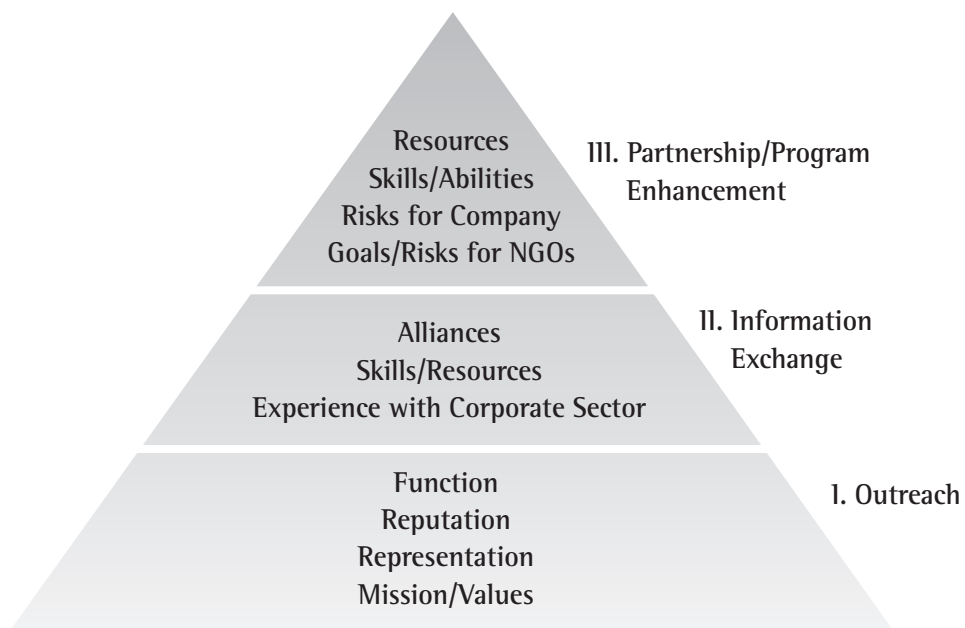 Resources
Skills/Abilities
Risks for Company
Goals/Risks for NGOs
III. Partnership/Program
Enhancement
Alliances
Skills/Resources
Experience with Corporate Sector
II. Information
Exchange
Function
Reputation
Representation
Mission/Values
I. Outreach